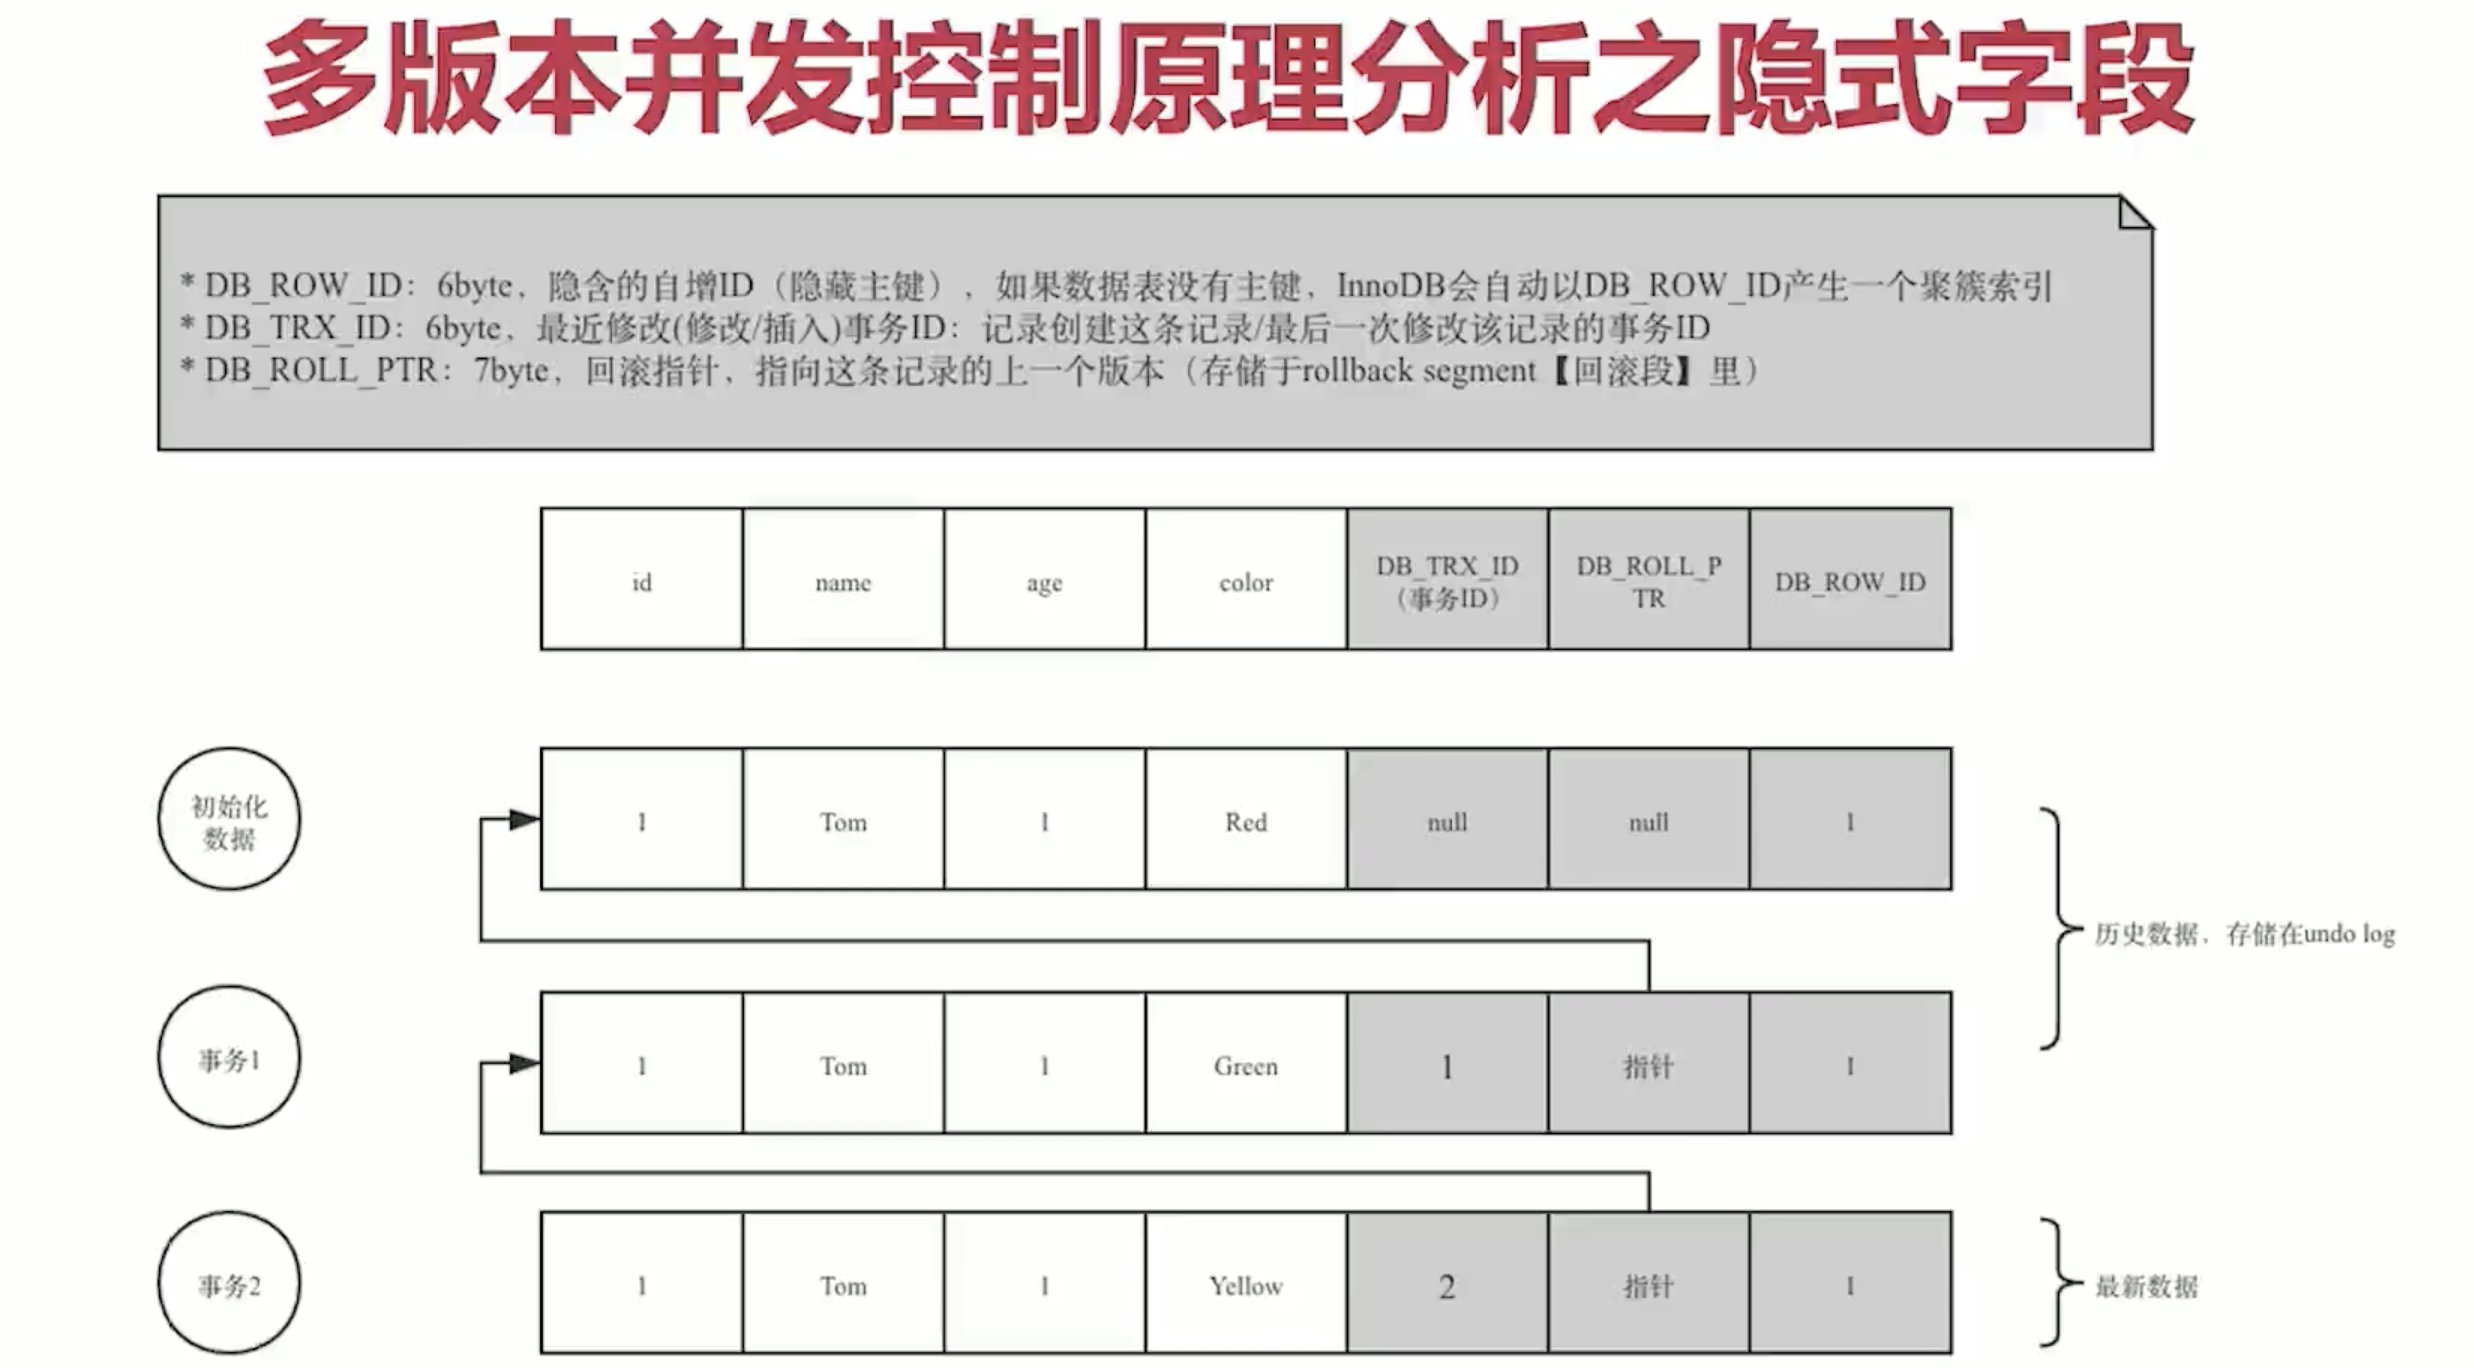 多版本并发控制原理分析之隐式字段
* DB_ROW_ID：6byte，隐含的自增ID（隐藏主键），如果数据表没有主键，InnoDB会自动以DB_ROW_ID产生一个聚簇索引
* DB_TRX_ID：6byte，最近修改(修改/插入)事务ID：记录创建这条记录/最后一次修改该记录的事务ID
* DB_ROLL_PTR：7byte，回滚指针，指向这条记录的上一个版本（存储于rollback segment【回滚段】里）
id
name
age
color
DB_TRX_ID
（事务ID）
DB_ROLL_P
TR
DB_ROW_ID
初始化
数据
1
Tom
1
Red
null
null
1
历史数据，存储在undo log
事务1
1
Tom
1
Green
1
指针
1
事务2
1
Tom
1
Yellow
2
指针
1
最新数据